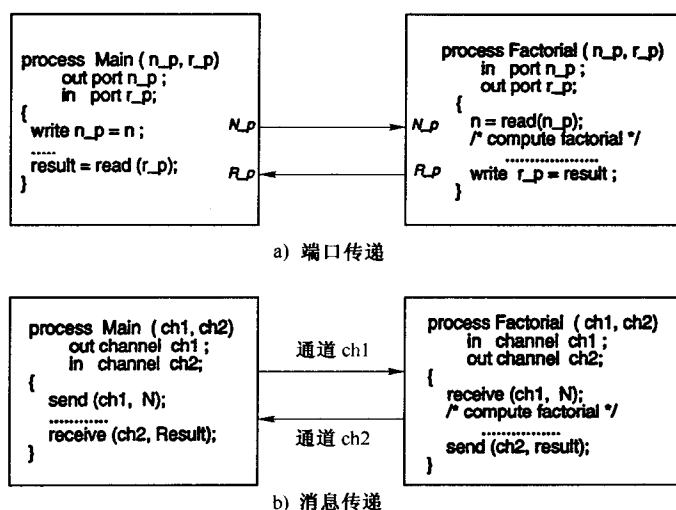 process Main ( n_p, r_p)
out port n_p ;
in port r_p;
{
write n_p = n ;
.....
result = read (r_p);
}
N_p
R_p
process Factorial ( n_p, r_p)
in port n_p ;
out port r_p;
{
n = read(n_p);
/* compute factorial */
...................
write r_p = result ;
}
N_p
R_p
a) 端口传递
process Main ( ch1, ch2)
out channel ch1 ;
in channel ch2;
{
send (ch1, N);
............
receive (ch2, Result);
}
通道 ch1
通道 ch2
process Factorial ( ch1, ch2)
in channel ch1 ;
out channel ch2;
{
receive (ch1, N);
/* compute factorial */
................
send (ch2, result);
}
b) 消息传递